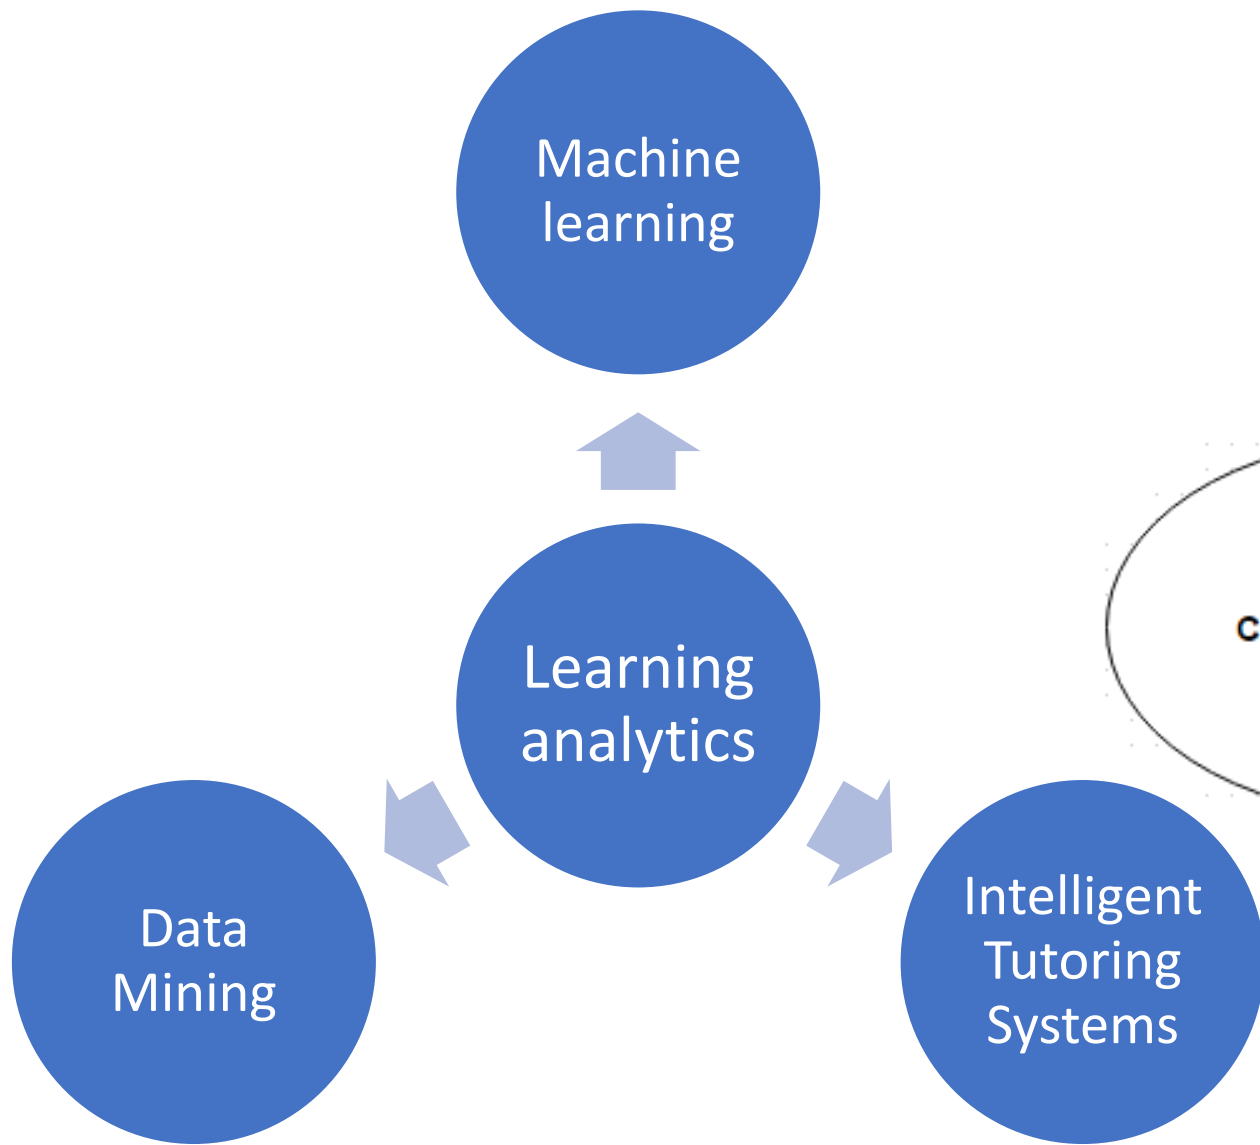 Machine
learning
Learning
analytics
Data
Mining
Intelligent
Tutoring
Systems